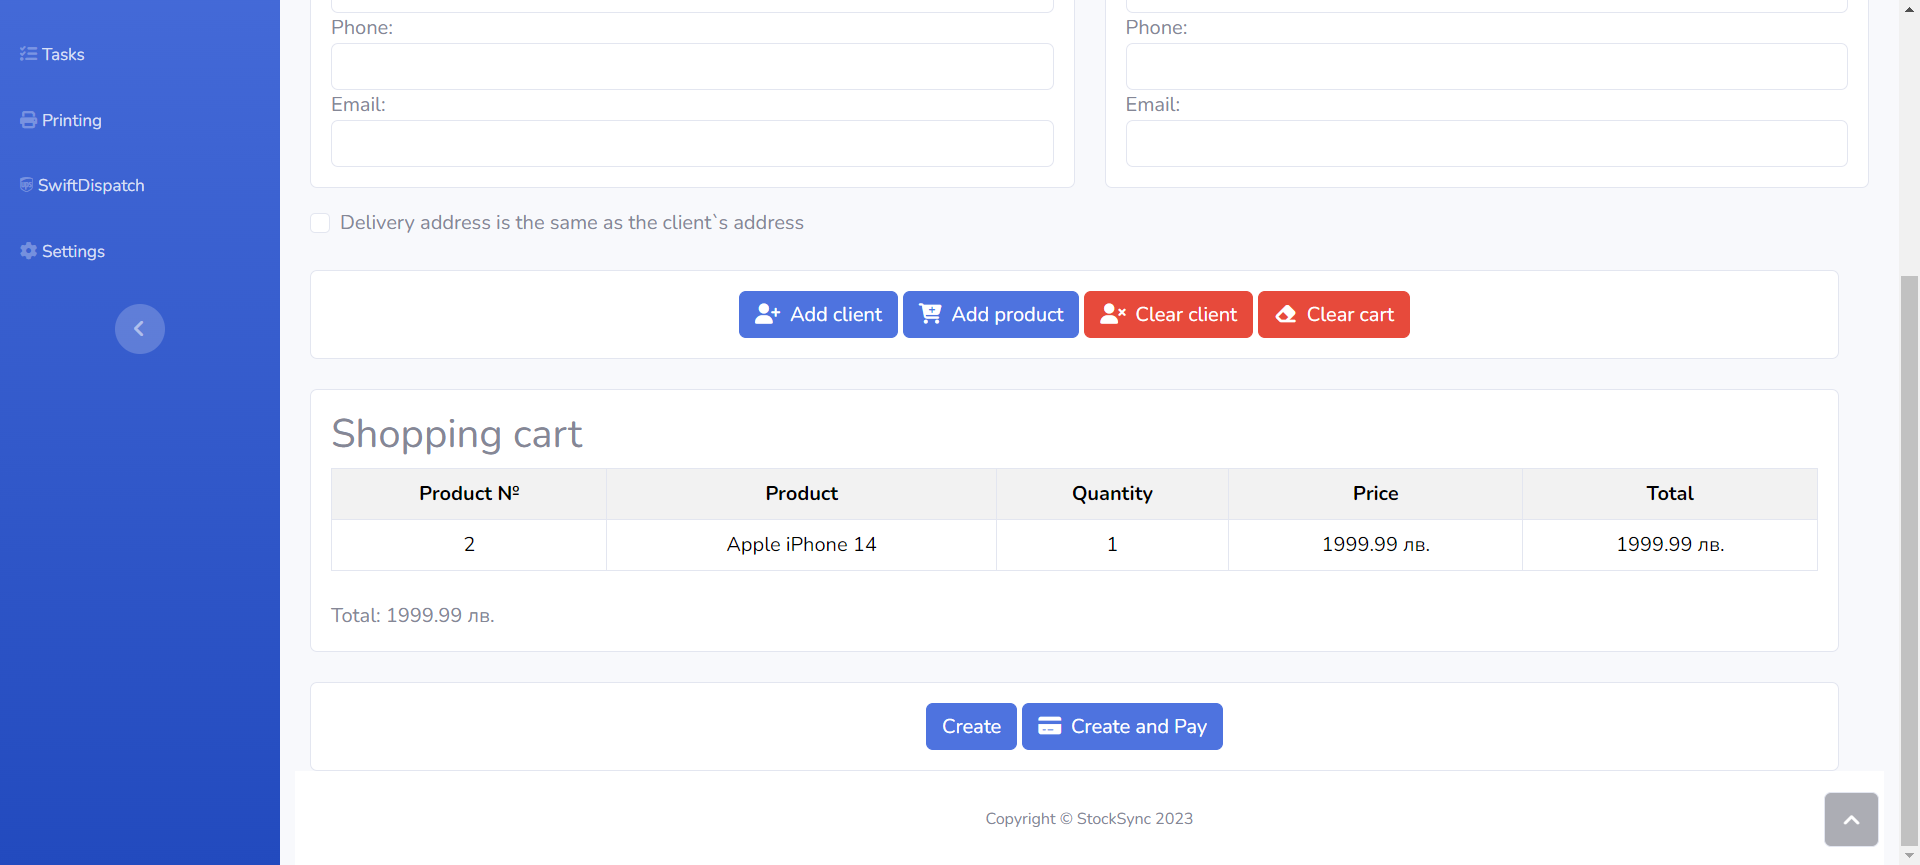 Tasks
Printing
SwiftDispatch
Settings
Phone:
Email:
Phone:
Email:
Delivery address is the same as the client`s address
Add client Add product Clear client Clear cart
Shopping cart
Product № Product Quantity Price Total
2 Apple iPhone 14 1 1999.99 лв. 1999.99 лв.
Total: 1999.99 лв.
Create Create and Pay
Copyright © StockSync 2023